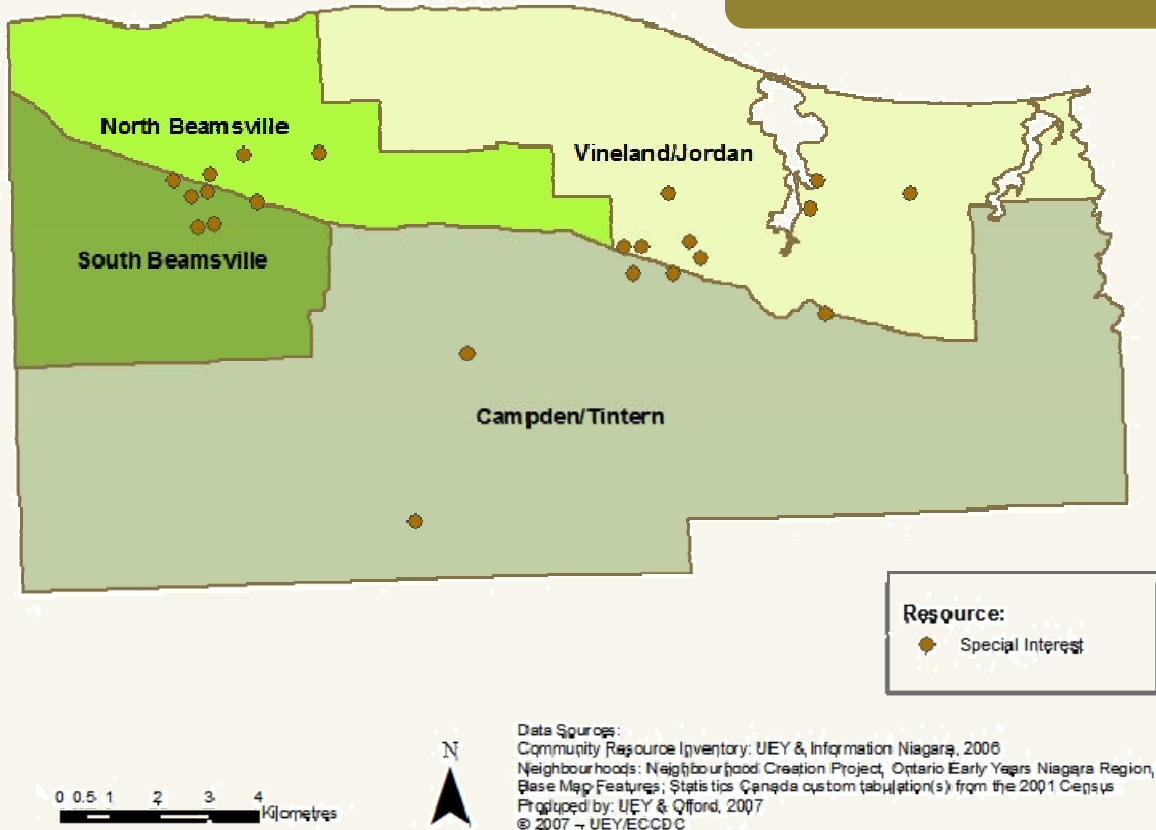 North Beamsville
Vineland/Jordan
South Beamsville
Campden/Tintern
Resource:
Special Interest
Data Sources:
Community Resource Inventory: UEY & Information Niagara, 2006
Neighbourhoods: Neighbourhood Creation Project, Ontario Early Years Niagara Region,
Base Map Features; Statistics Canada custom tabulation(s) from the 2001 Census
Produced by: UEY & Offord, 2007
© 2007 – UEY/ECCDC
N
0 0.5 1 2 3 4
Kilometres